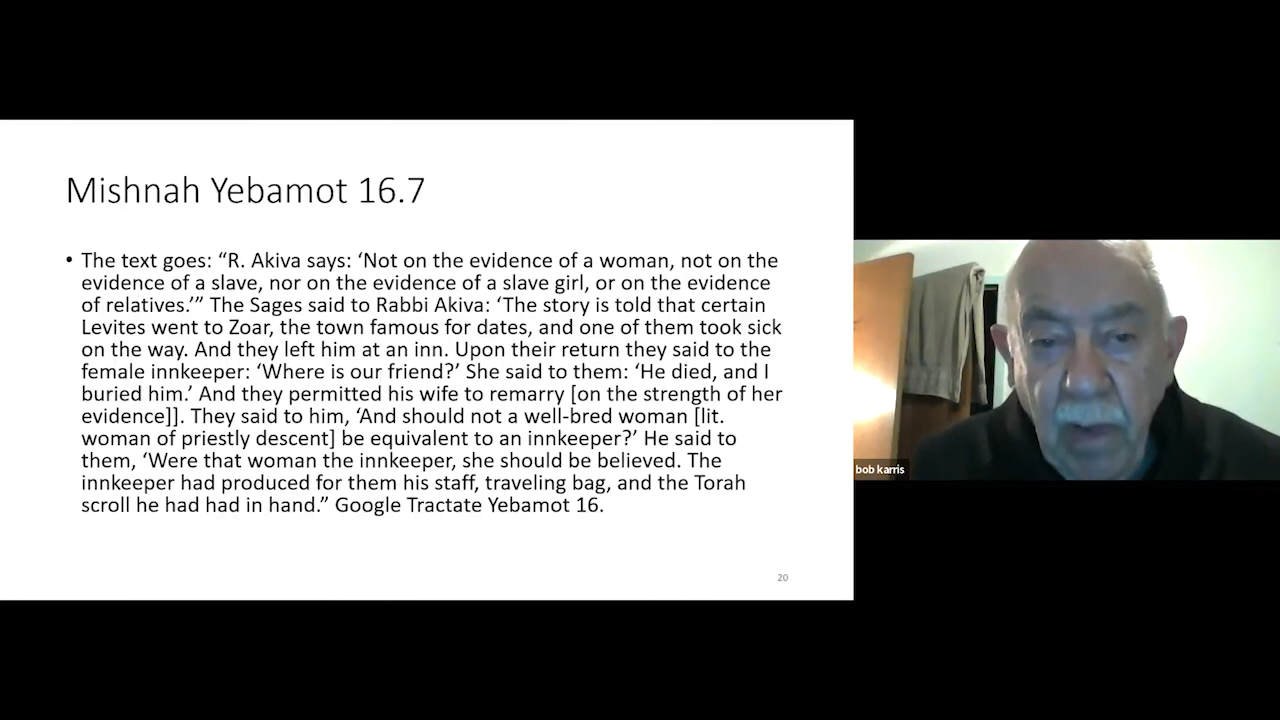 Mishnah Yebamot 16.7
• The text goes: “R. Akiva says: ‘Not on the evidence of a woman, not on the
evidence of a slave, nor on the evidence of a slave girl, or on the evidence
of relatives.’” The Sages said to Rabbi Akiva: ‘The story is told that certain
Levites went to Zoar, the town famous for dates, and one of them took sick
on the way. And they left him at an inn. Upon their return they said to the
female innkeeper: ‘Where is our friend?’ She said to them: ‘He died, and I
buried him.’ And they permitted his wife to remarry [on the strength of her
evidence]]. They said to him, ‘And should not a well-bred woman [lit.
woman of priestly descent] be equivalent to an innkeeper?’ He said to
them, ‘Were that woman the innkeeper, she should be believed. The
innkeeper had produced for them his staff, traveling bag, and the Torah
scroll he had had in hand.” Google Tractate Yebamot 16.
20
bob karris